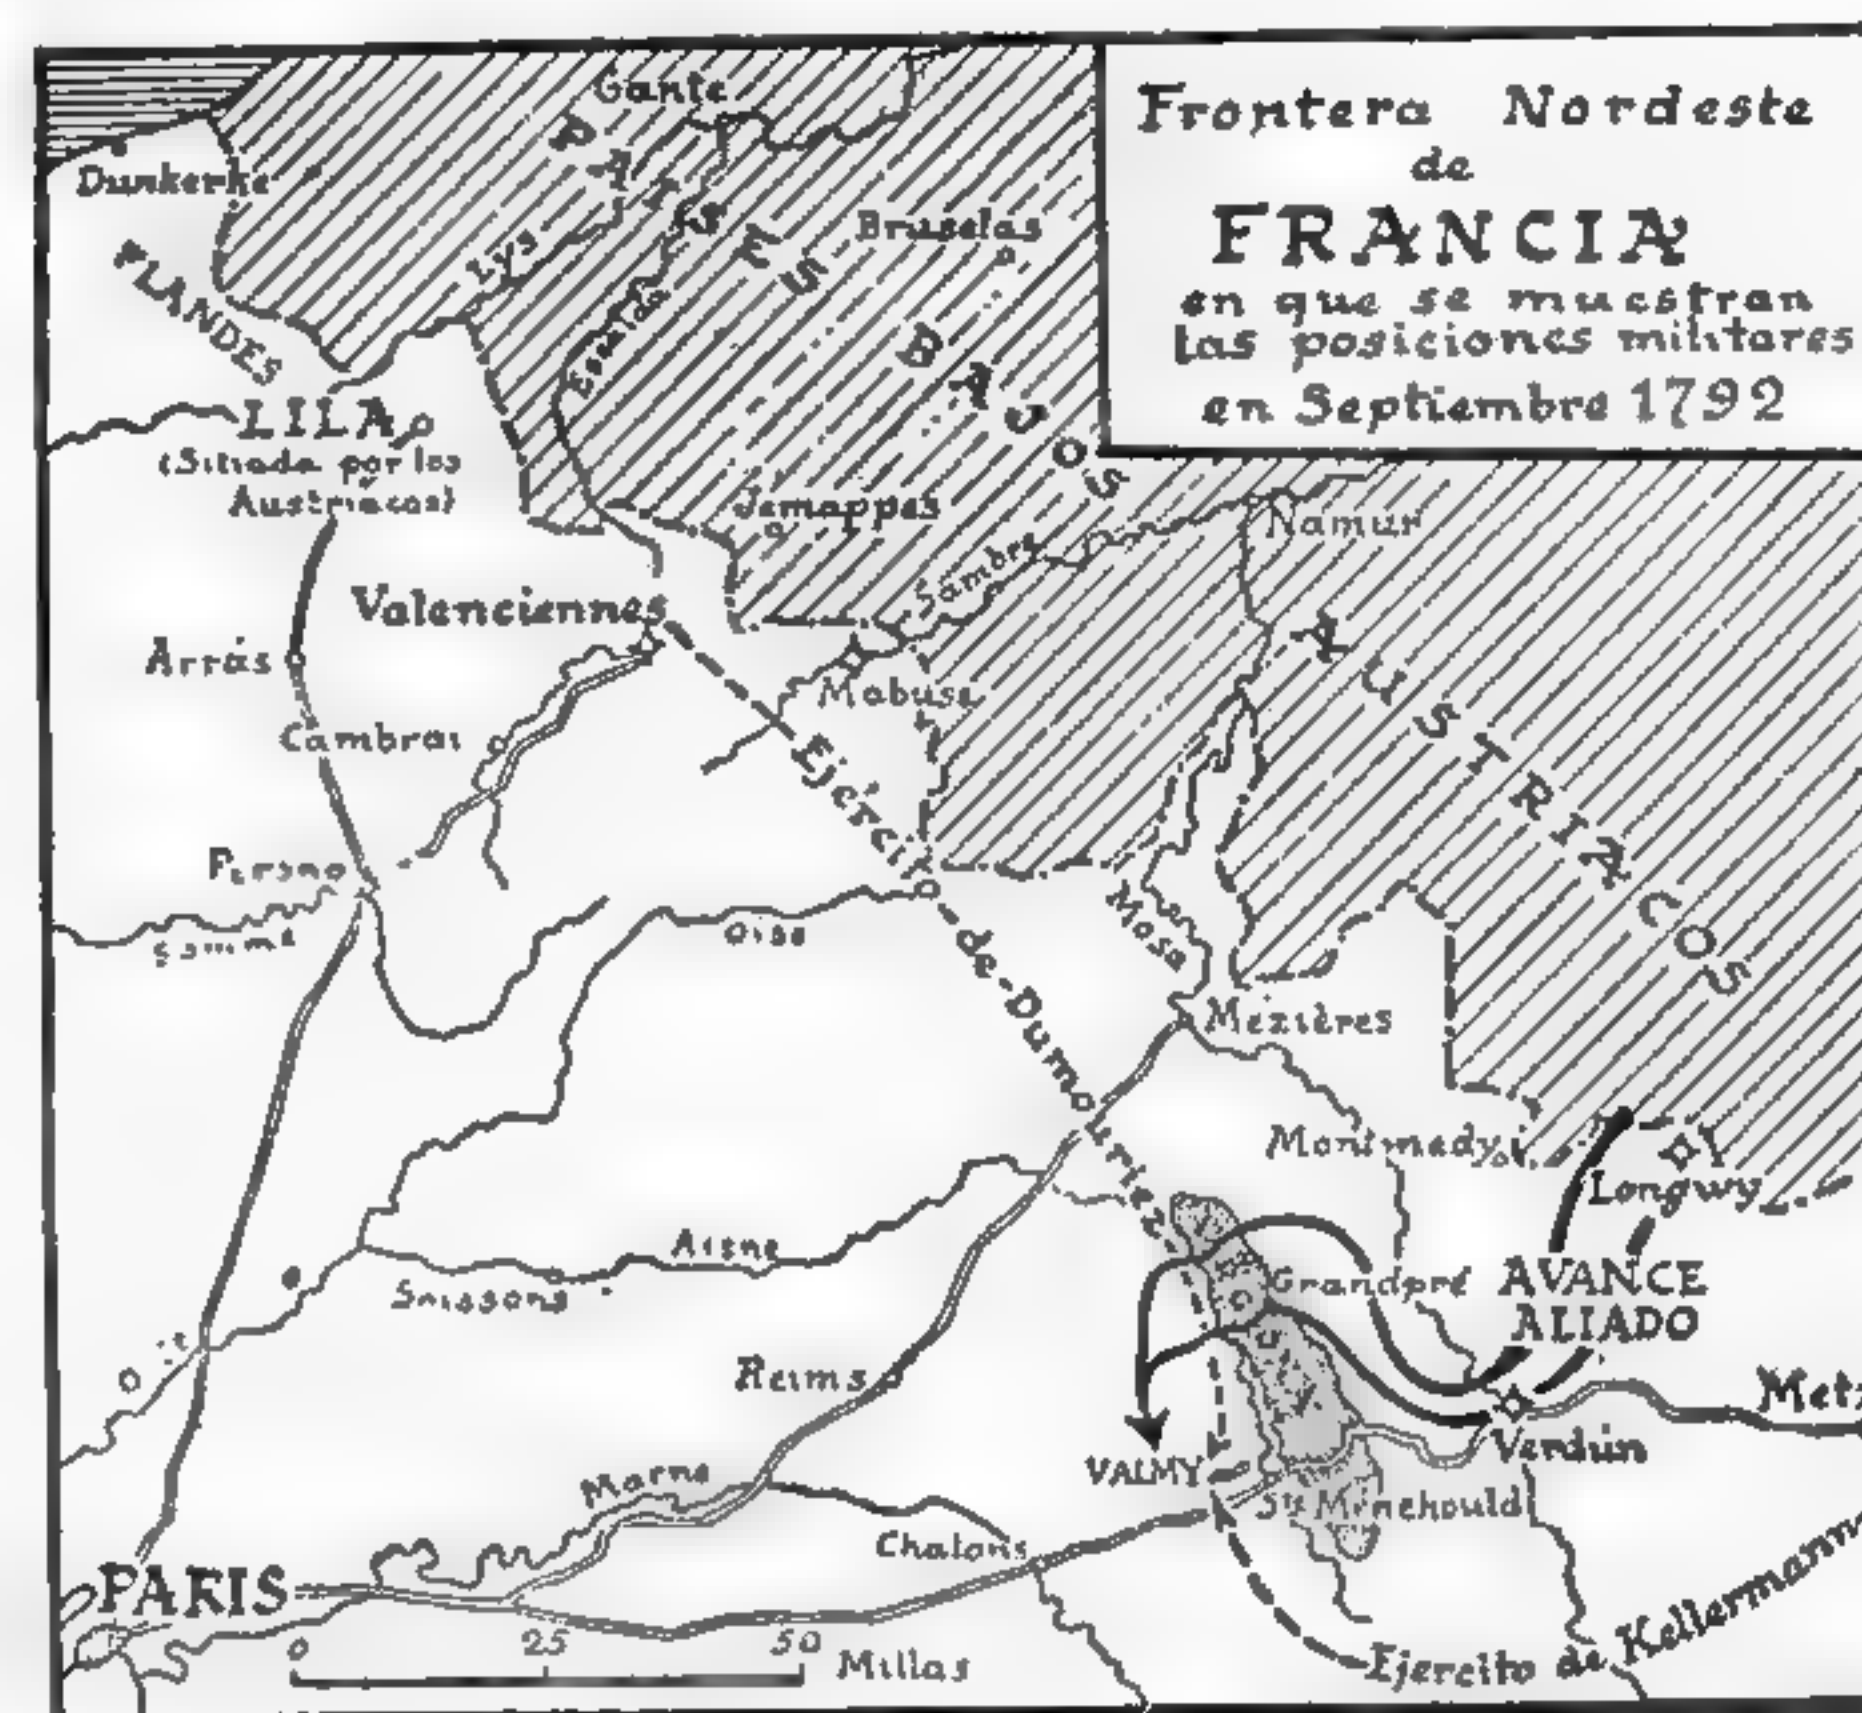 Frontera Nordeste
de
FRANCIA
en que se muestran
las posiciones militares
en Septiembre 1792
Gante
Dunkerke
PAISES BAJOS
AUSTRIACOS
Bruselas
FLANDES
Lys
Escalda
LILA
(Sitiada por los
Austriacos)
Jemappes
Namur
Sambre
Valenciennes
Arrás
Mabuse
Cambrai
Ejército-de-Dumouriez
Somme
Oise
Mosa
Mezières
Montmedy
Longwy
Aisne
Soissons
Grandpré
AVANCE
ALIADO
Reims
Metz
Verdún
VALMY
Marne
Ste Menehould
Chalons
PARIS
0 25 50 Millas
Ejercito de Kellermann